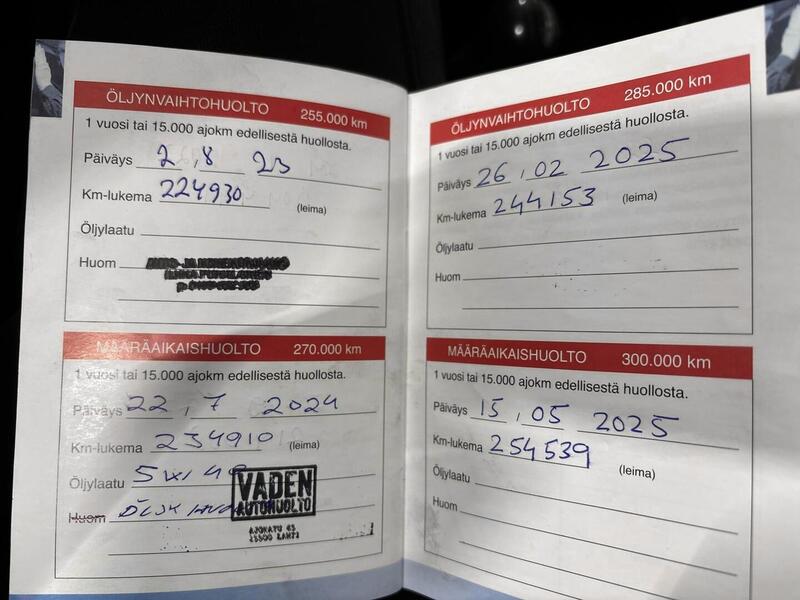 ÖLJYNVAIHTOHUOLTO 255.000 km
1 vuosi tai 15.000 ajokm edellisestä huollosta.
Päiväys 2,8 23
Km-lukema 224930 (leima)
Öljylaatu
Huom
MÄÄRÄAIKAISHUOLTO 270.000 km
1 vuosi tai 15.000 ajokm edellisestä huollosta.
Päiväys 22,7 2024
Km-lukema 234910 (leima)
Öljylaatu
Huom
VADEN
AUTOHUOLTO
AJOKATU 65
15500 LAHTI
ÖLJYNVAIHTOHUOLTO 285.000 km
1 vuosi tai 15.000 ajokm edellisestä huollosta.
Päiväys 26,02 2025
Km-lukema 244153 (leima)
Öljylaatu
Huom
MÄÄRÄAIKAISHUOLTO 300.000 km
1 vuosi tai 15.000 ajokm edellisestä huollosta.
Päiväys 15,05 2025
Km-lukema 254539 (leima)
Öljylaatu
Huom